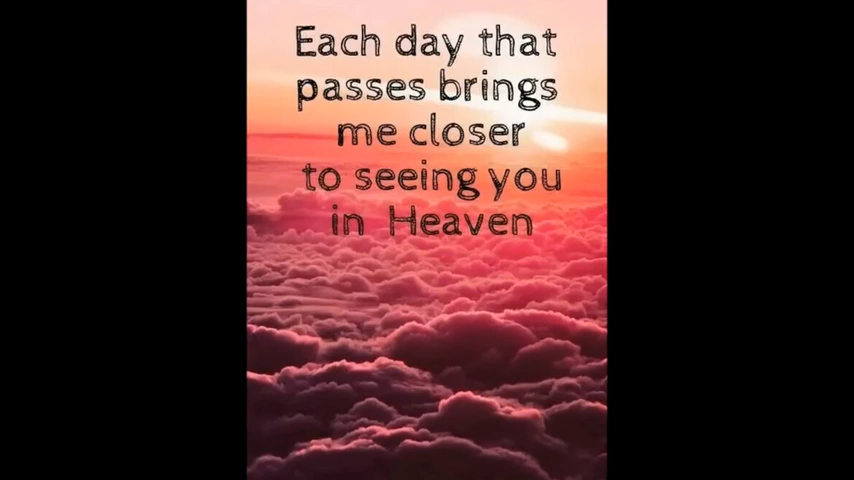 Each day that
passes brings
me closer
to seeing you
in Heaven